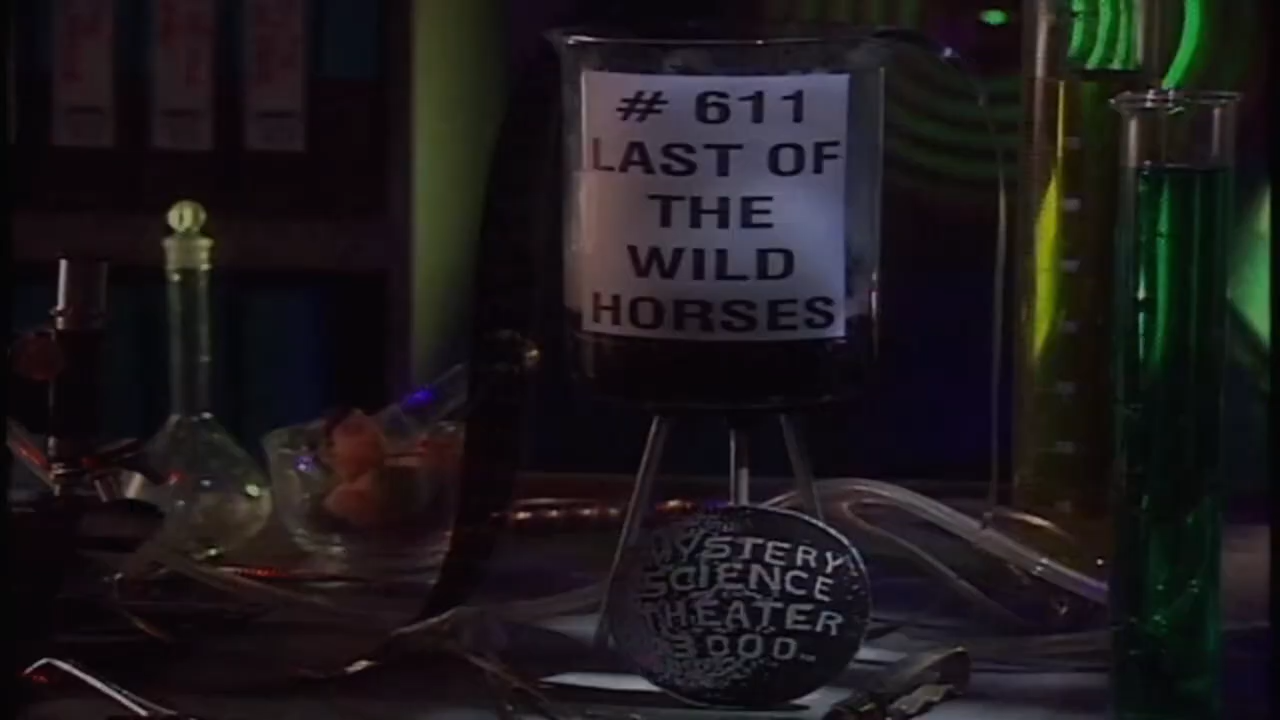 # 611
LAST OF
THE
WILD
HORSES
MYSTERY
SCIENCE
THEATER
3000